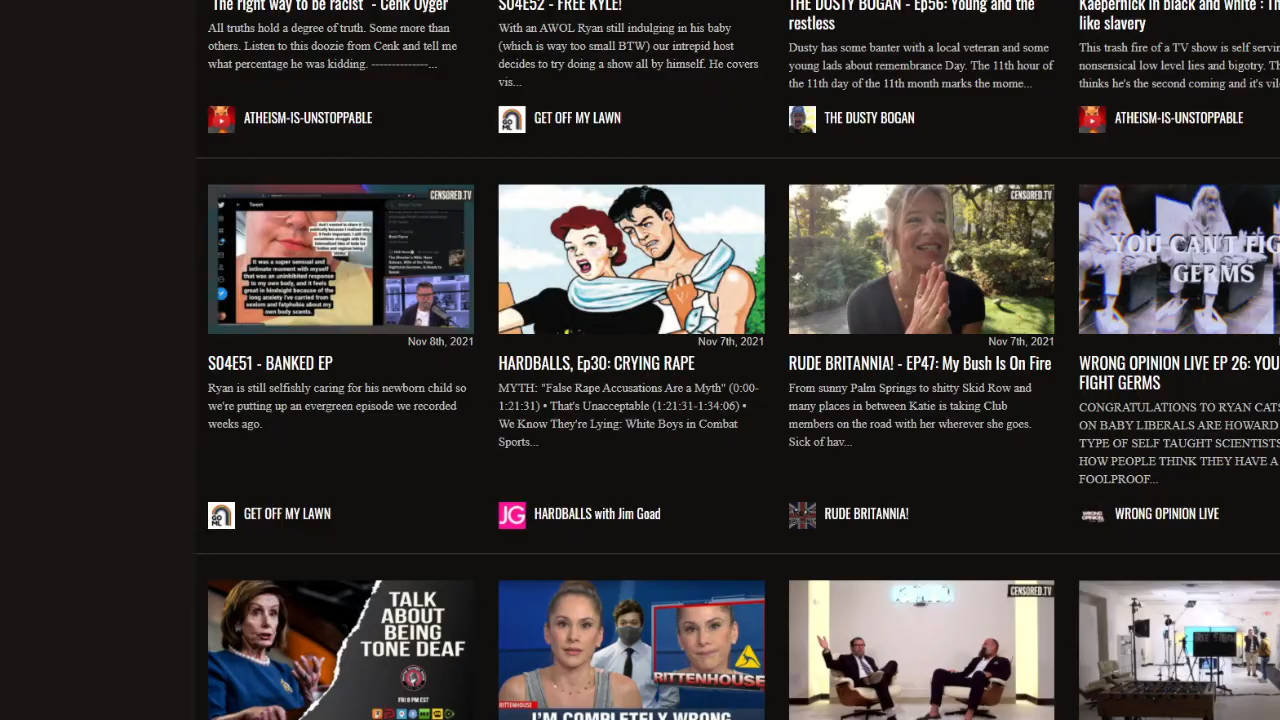 "The right way to be racist" - Cenk Uyger
All truths hold a degree of truth. Some more than
others. Listen to this doozie from Cenk and tell me
what percentage he was kidding. --------------...
ATHEISM-IS-UNSTOPPABLE
S04E52 - FREE KYLE!
With an AWOL Ryan still indulging in his baby
(which is way too small BTW) our intrepid host
decides to try doing a show all by himself. He covers
vis...
GET OFF MY LAWN
THE DUSTY BOGAN - Ep56: Young and the
restless
Dusty has some banter with a local veteran and some
young lads about remembrance Day. The 11th hour of
the 11th day of the 11th month marks the mome...
THE DUSTY BOGAN
Kaepernick in black and white : Th
like slavery
This trash fire of a TV show is self servin
nonsensical low level lies and bigotry. Th
thinks he's the second coming and it's vil
ATHEISM-IS-UNSTOPPABLE
CENSORED.TV
Tweet
It was a super sensual and
intimate moment with myself
that was an uninhibited response
to my own body, and it feels
great in hindsight because of the
long anxiety I've carried from
sexism and fatphobia about my
own body scents.
Nov 8th, 2021
S04E51 - BANKED EP
Ryan is still selfishly caring for his newborn child so
we're putting up an evergreen episode we recorded
weeks ago.
GET OFF MY LAWN
Nov 7th, 2021
HARDBALLS, Ep30: CRYING RAPE
MYTH: "False Rape Accusations Are a Myth" (0:00-
1:21:31) • That's Unacceptable (1:21:31-1:34:06) •
We Know They're Lying: White Boys in Combat
Sports...
JG
HARDBALLS with Jim Goad
CENSORED.TV
Nov 7th, 2021
RUDE BRITANNIA! - EP47: My Bush Is On Fire
From sunny Palm Springs to shitty Skid Row and
many places in between Katie is taking Club
members on the road with her wherever she goes.
Sick of hav...
RUDE BRITANNIA!
YOU CAN'T FIG
GERMS
WRONG OPINION LIVE EP 26: YOU
FIGHT GERMS
CONGRATULATIONS TO RYAN CATS
ON BABY LIBERALS ARE HOWARD
TYPE OF SELF TAUGHT SCIENTISTS
HOW PEOPLE THINK THEY HAVE A
FOOLPROOF...
WRONG OPINION LIVE
TALK
ABOUT
BEING
TONE DEAF
FRI 8 PM EST
RITTENHOUSE
RITTENHOUSE
I'M COMPLETELY WRONG
CENSORED.TV